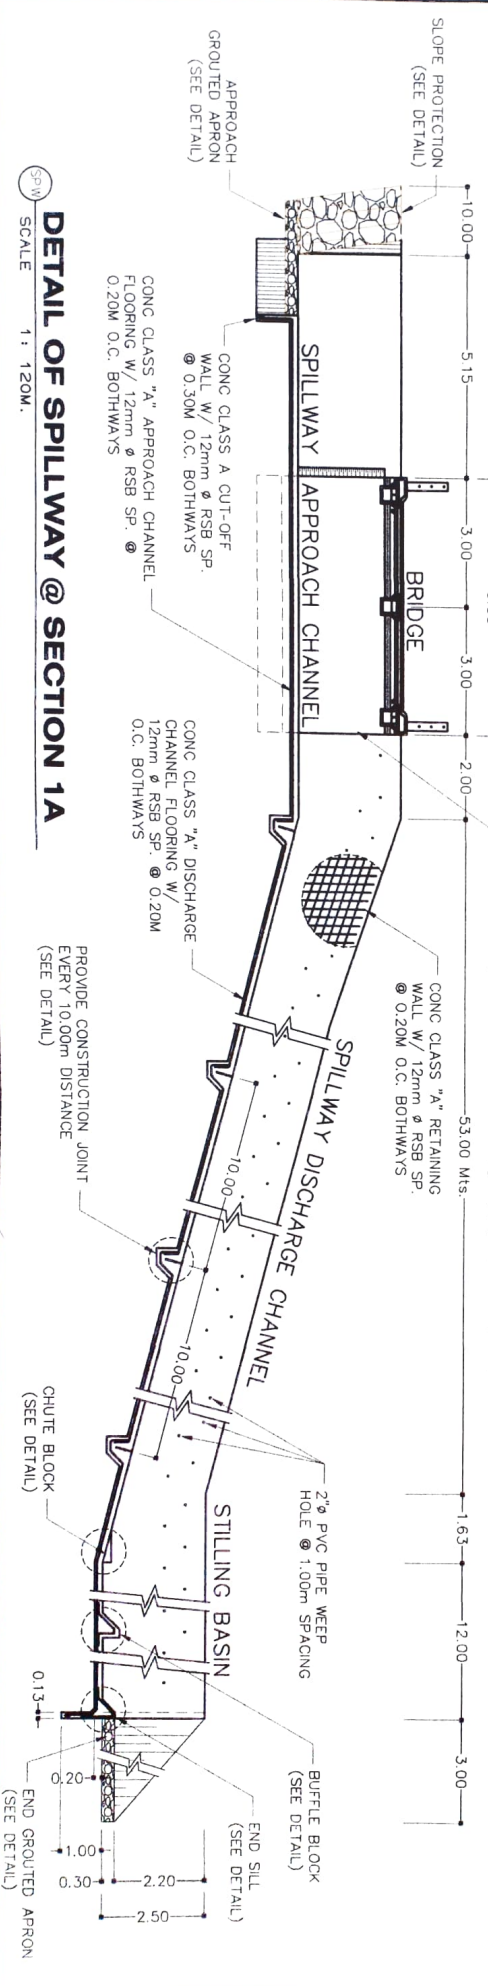 SLOPE PROTECTION
(SEE DETAIL)
APPROACH
GROUTED APRON
(SEE DETAIL)
10.00
5.15
3.00
3.00
2.00
53.00 Mts.
1.63
12.00
3.00
BRIDGE
SPILLWAY APPROACH CHANNEL
CONC CLASS A CUT-OFF
WALL W/ 12mm Ø RSB SP.
@ 0.30M O.C. BOTHWAYS
CONC CLASS "A" APPROACH CHANNEL
FLOORING W/ 12mm Ø RSB SP. @
0.20M O.C. BOTHWAYS
CONC CLASS "A" RETAINING
WALL W/ 12mm Ø RSB SP.
@ 0.20M O.C. BOTHWAYS
CONC CLASS "A" DISCHARGE
CHANNEL FLOORING W/
12mm Ø RSB SP. @ 0.20M
O.C. BOTHWAYS
SPILLWAY DISCHARGE CHANNEL
10.00
10.00
PROVIDE CONSTRUCTION JOINT
EVERY 10.00m DISTANCE
(SEE DETAIL)
2"Ø PVC PIPE WEEP
HOLE @ 1.00m SPACING
STILLING BASIN
CHUTE BLOCK
(SEE DETAIL)
BUFFLE BLOCK
(SEE DETAIL)
END SILL
(SEE DETAIL)
END GROUTED APRON
(SEE DETAIL)
0.13
0.20
1.00
0.30
2.20
2.50
SPW
DETAIL OF SPILLWAY @ SECTION 1A
SCALE 1: 120M.